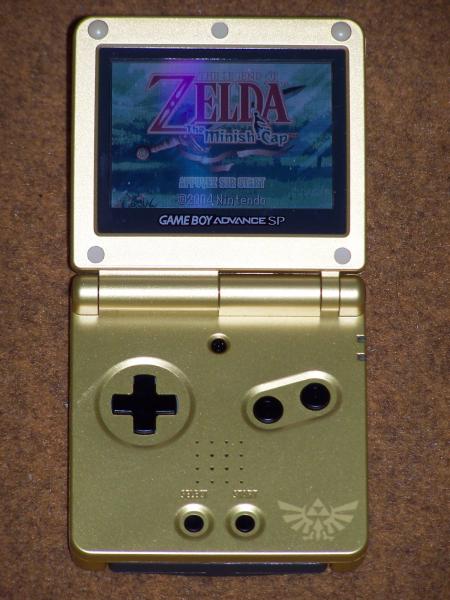 THE LEGEND OF
ZELDA
The Minish Cap
APPUYEZ SUR START
©2004 Nintendo
GAME BOY ADVANCE SP
SELECT START